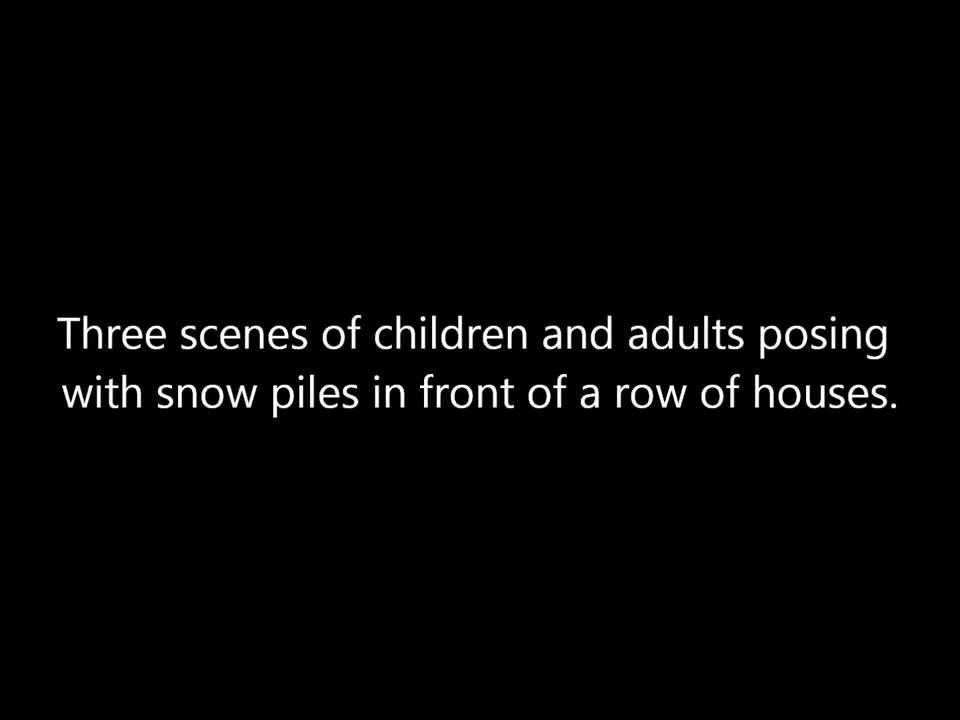 Three scenes of children and adults posing
with snow piles in front of a row of houses.